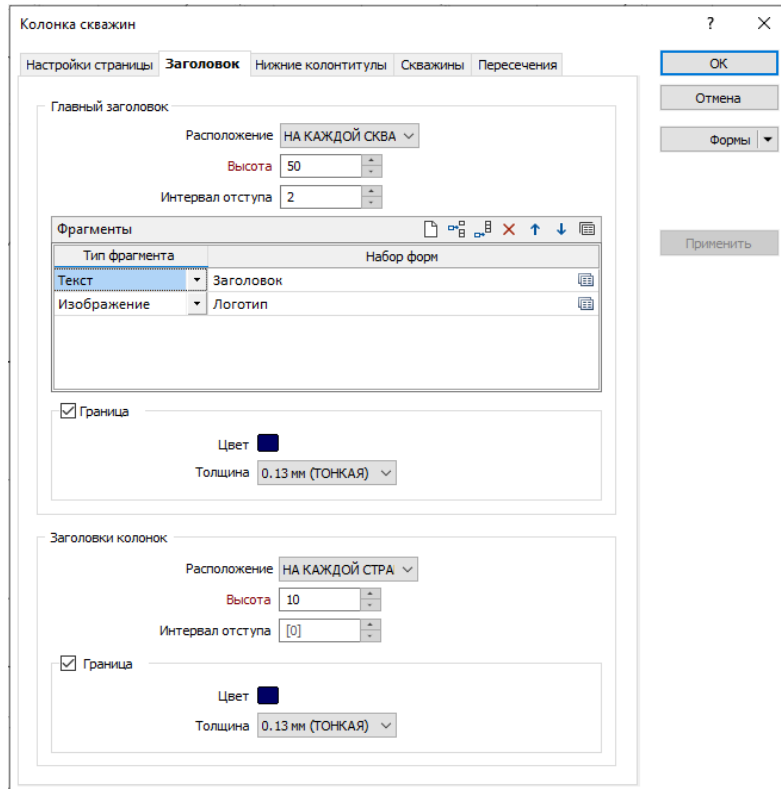 Колонка скважин
?
Настройки страницы Заголовок Нижние колонтитулы Скважины Пересечения
OK
Отмена
Формы
Применить
Главный заголовок
Расположение НА КАЖДОЙ СКВА
Высота 50
Интервал отступа 2
Фрагменты
Тип фрагмента Набор форм
Текст Заголовок
Изображение Логотип
Граница
Цвет
Толщина 0.13 мм (ТОНКАЯ)
Заголовки колонок
Расположение НА КАЖДОЙ СТРА
Высота 10
Интервал отступа [0]
Граница
Цвет
Толщина 0.13 мм (ТОНКАЯ)